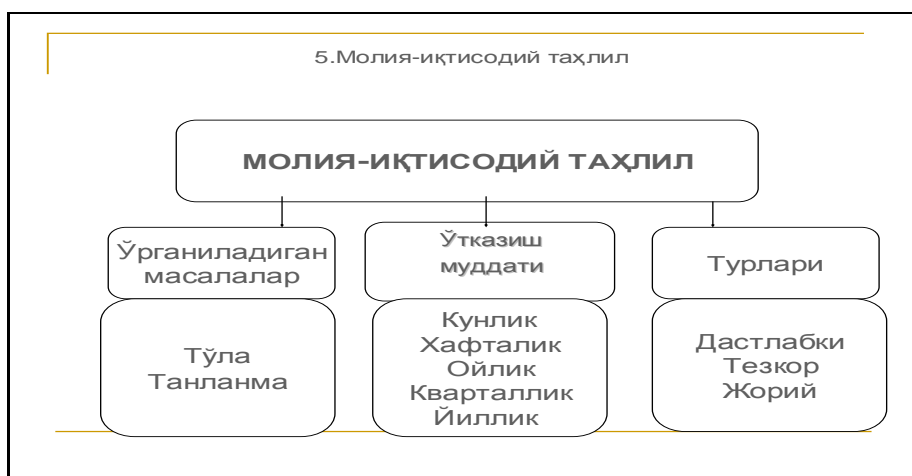 5.Молия-иқтисодий таҳлил
МОЛИЯ-ИҚТИСОДИЙ ТАҲЛИЛ
Ўрганиладиган
масалалар
Тўла
Танланма
Ўтказиш
муддати
Кунлик
Хафталик
Ойлик
Кварталлик
Йиллик
Турлари
Дастлабки
Тезкор
Жорий